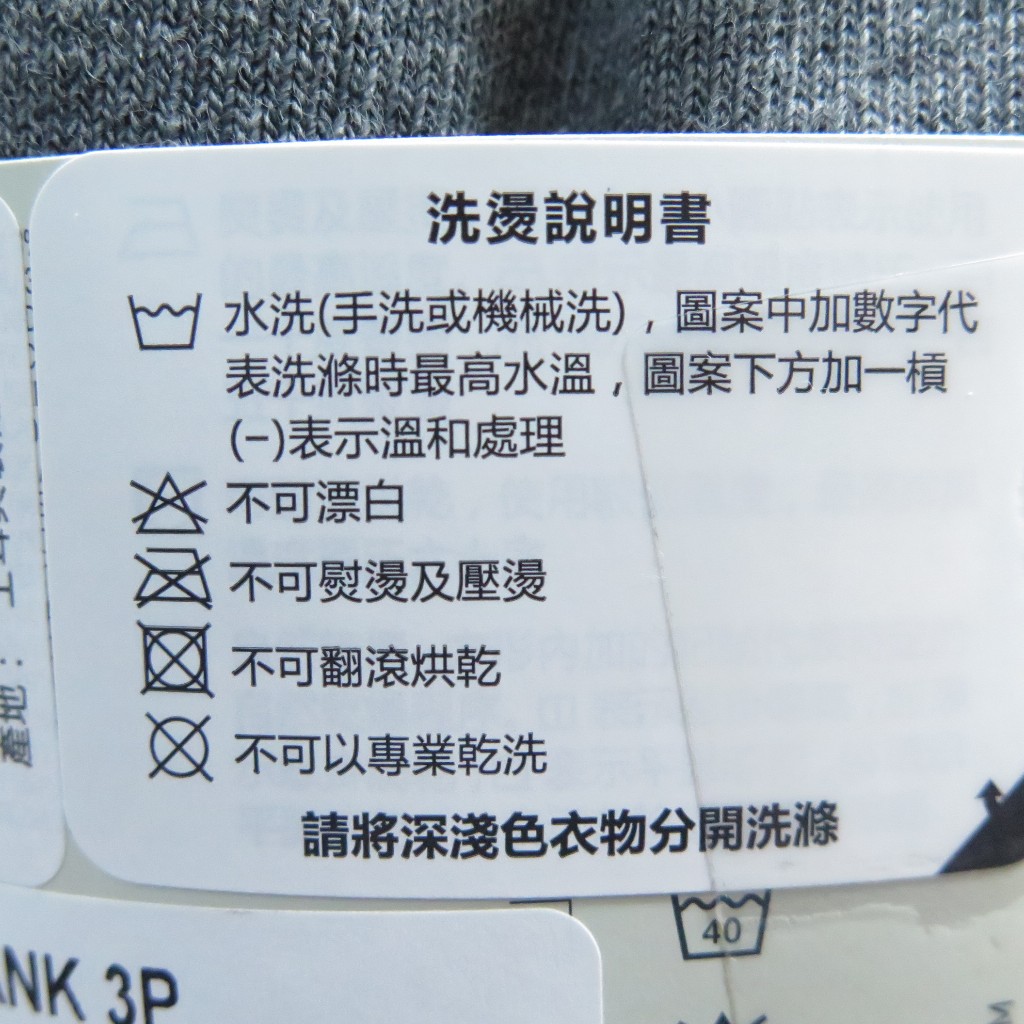 洗燙說明書
水洗(手洗或機械洗)，圖案中加數字代
表洗滌時最高水溫，圖案下方加一槓
(–)表示溫和處理
不可漂白
不可熨燙及壓燙
不可翻滾烘乾
不可以專業乾洗
請將深淺色衣物分開洗滌
產地：
40
NK 3P